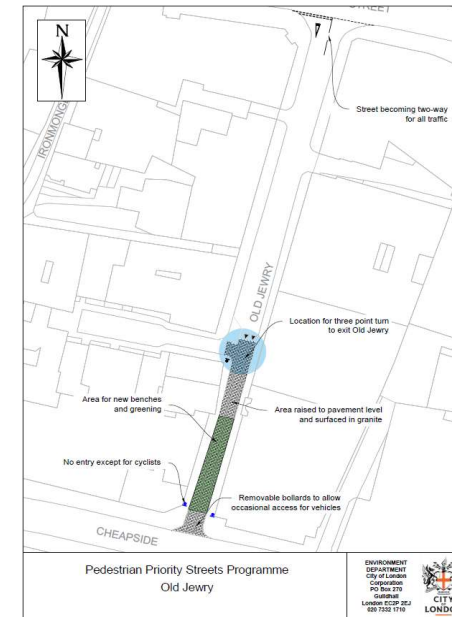 STREET
N
Street becoming two-way
for all traffic
OLD JEWRY
Location for three point turn
to exit Old Jewry
Area for new benches
and greening
Area raised to pavement level
and surfaced in granite
No entry except for cyclists
Removable bollards to allow
occasional access for vehicles
CHEAPSIDE
Pedestrian Priority Streets Programme
Old Jewry
ENVIRONMENT
DEPARTMENT
City of London
Corporation
PO Box 270
Guildhall
London EC2P 2EJ
020 7332 1710
CITY
LONDON